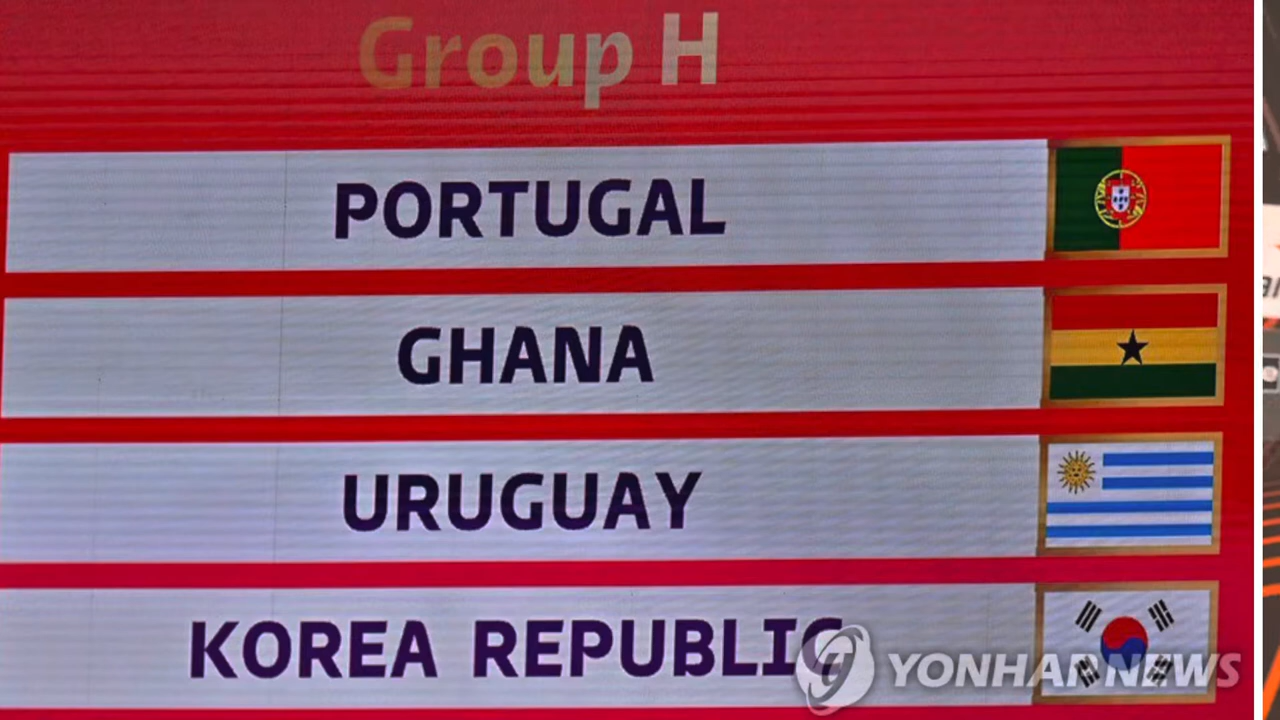 Group H
PORTUGAL
GHANA
URUGUAY
KOREA REPUBLIC
YONHAP NEWS